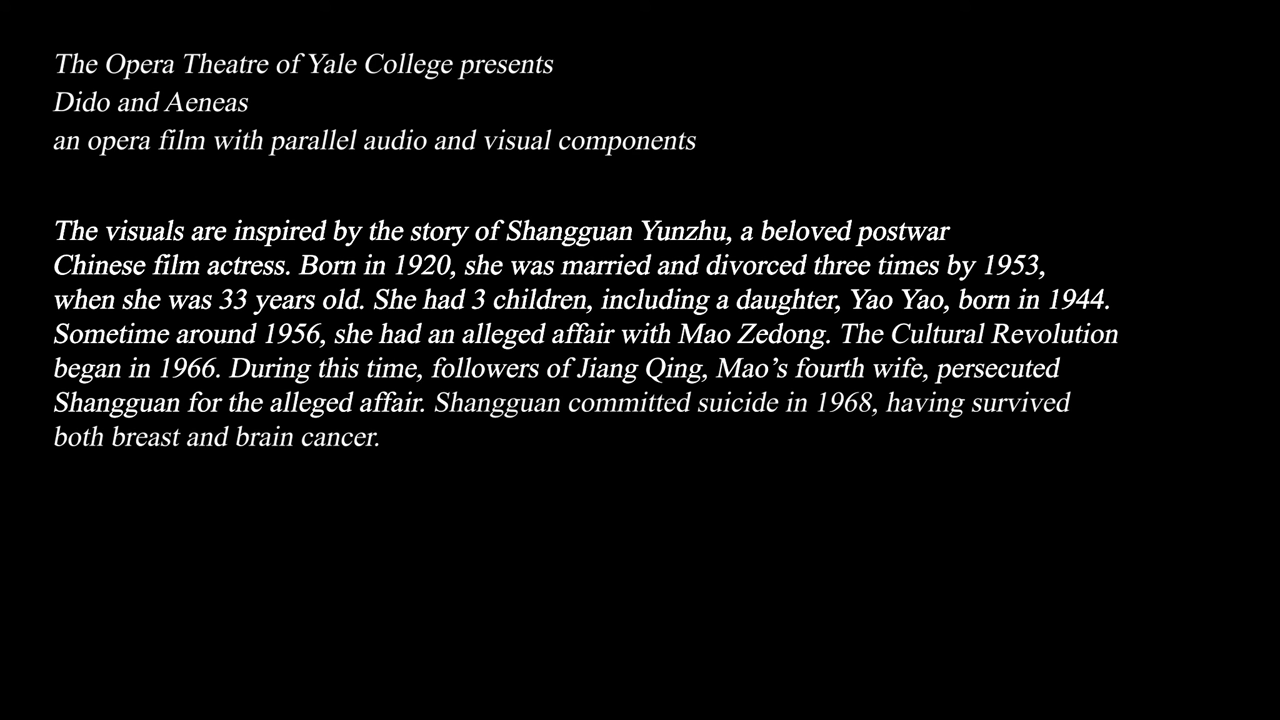 The Opera Theatre of Yale College presents
Dido and Aeneas
an opera film with parallel audio and visual components
The visuals are inspired by the story of Shangguan Yunzhu, a beloved postwar
Chinese film actress. Born in 1920, she was married and divorced three times by 1953,
when she was 33 years old. She had 3 children, including a daughter, Yao Yao, born in 1944.
Sometime around 1956, she had an alleged affair with Mao Zedong. The Cultural Revolution
began in 1966. During this time, followers of Jiang Qing, Mao’s fourth wife, persecuted
Shangguan for the alleged affair. Shangguan committed suicide in 1968, having survived
both breast and brain cancer.